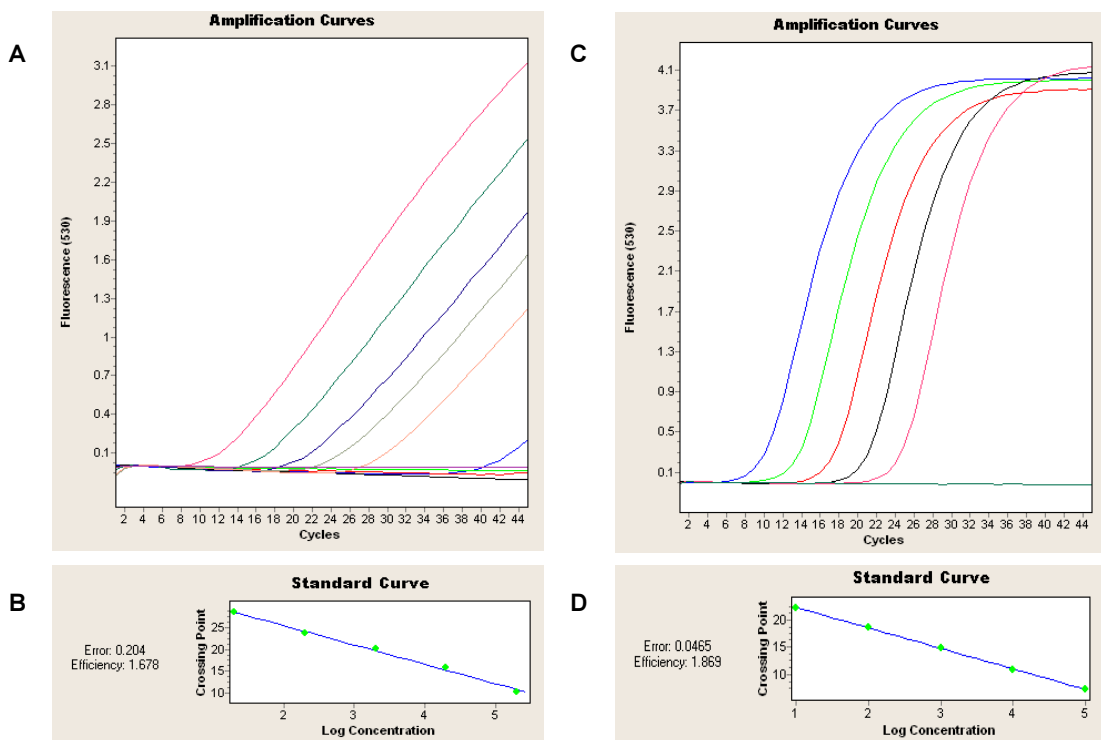 A
Amplification Curves
Fluorescence (530)
3.1
2.8
2.5
2.2
1.9
1.6
1.3
1
0.7
0.4
0.1
2 4 6 8 10 12 14 16 18 20 22 24 26 28 30 32 34 36 38 40 42 44
Cycles
C
Amplification Curves
Fluorescence (530)
4.1
3.7
3.3
2.9
2.5
2.1
1.7
1.3
0.9
0.5
0.1
2 4 6 8 10 12 14 16 18 20 22 24 26 28 30 32 34 36 38 40 42 44
Cycles
B
Standard Curve
Error: 0.204
Efficiency: 1.678
Crossing Point
25
20
15
10
2 3 4 5
Log Concentration
D
Standard Curve
Error: 0.0465
Efficiency: 1.869
Crossing Point
20
15
10
1 2 3 4 5
Log Concentration